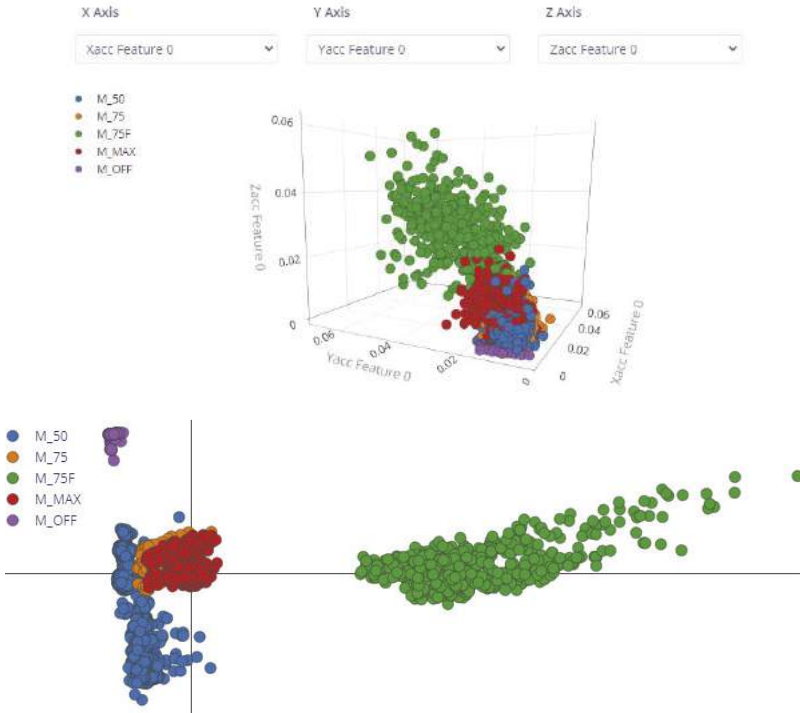 X Axis Y Axis Z Axis
Xacc Feature 0 Yacc Feature 0 Zacc Feature 0
M_50
M_75
M_75F
M_MAX
M_OFF
0.06
0.04
0.02
0
Zacc Feature 0
0.06
0.04
0.02
0
Yacc Feature 0
0.06
0.04
0.02
0
Xacc Feature 0
M_50
M_75
M_75F
M_MAX
M_OFF